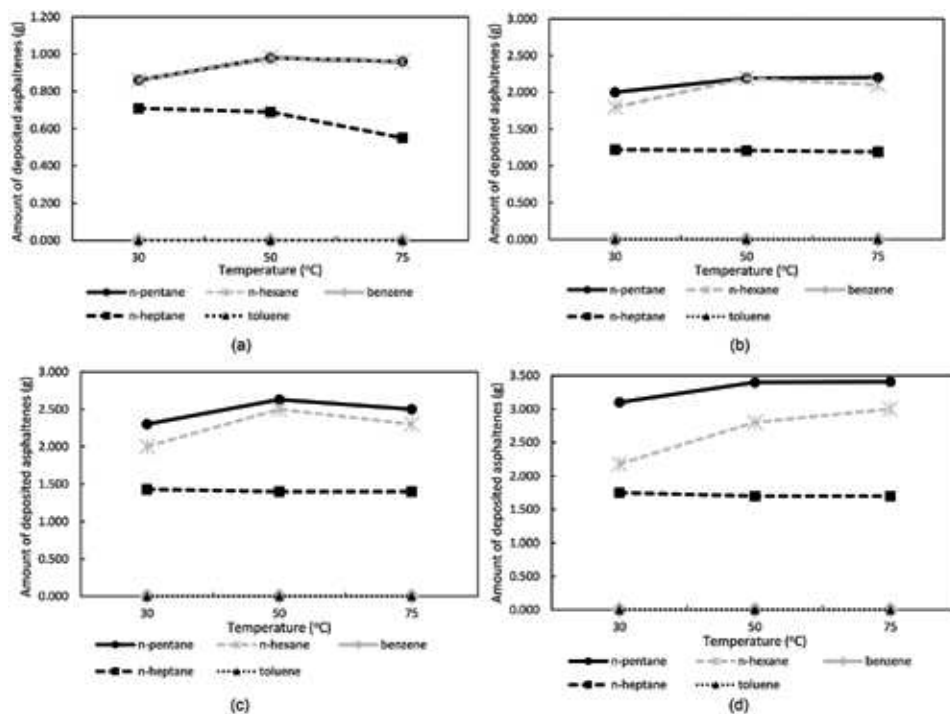 Amount of deposited asphaltenes (g)
1.200
1.000
0.800
0.600
0.400
0.200
0.000
30 50 75
Temperature (°C)
n-pentane n-hexane benzene
n-heptane toluene
(a)
Amount of deposited asphaltenes (g)
3.000
2.500
2.000
1.500
1.000
0.500
0.000
30 50 75
Temperature (°C)
n-pentane n-hexane benzene
n-heptane toluene
(b)
Amount of deposited asphaltenes (g)
3.000
2.500
2.000
1.500
1.000
0.500
0.000
30 50 75
Temperature (°C)
n-pentane n-hexane benzene
n-heptane toluene
(c)
Amount of deposited asphaltenes (g)
3.500
3.000
2.500
2.000
1.500
1.000
0.500
0.000
30 50 75
Temperature (°C)
n-pentane n-hexane benzene
n-heptane toluene
(d)